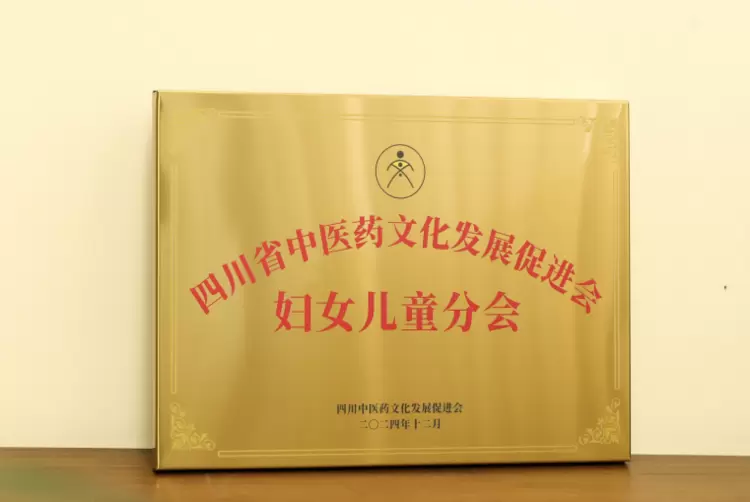 四川省中医药文化发展促进会
妇女儿童分会
四川中医药文化发展促进会
二〇二四年十二月